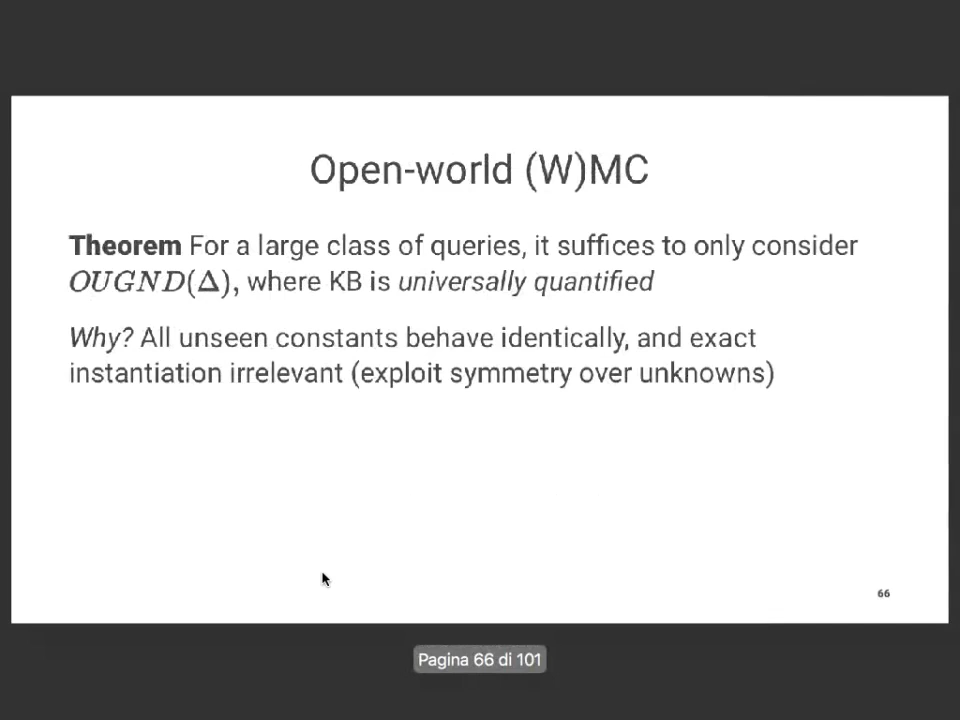 Open-world (W)MC
Theorem For a large class of queries, it suffices to only consider
OUGND(Δ), where KB is universally quantified
Why? All unseen constants behave identically, and exact
instantiation irrelevant (exploit symmetry over unknowns)
66
Pagina 66 di 101